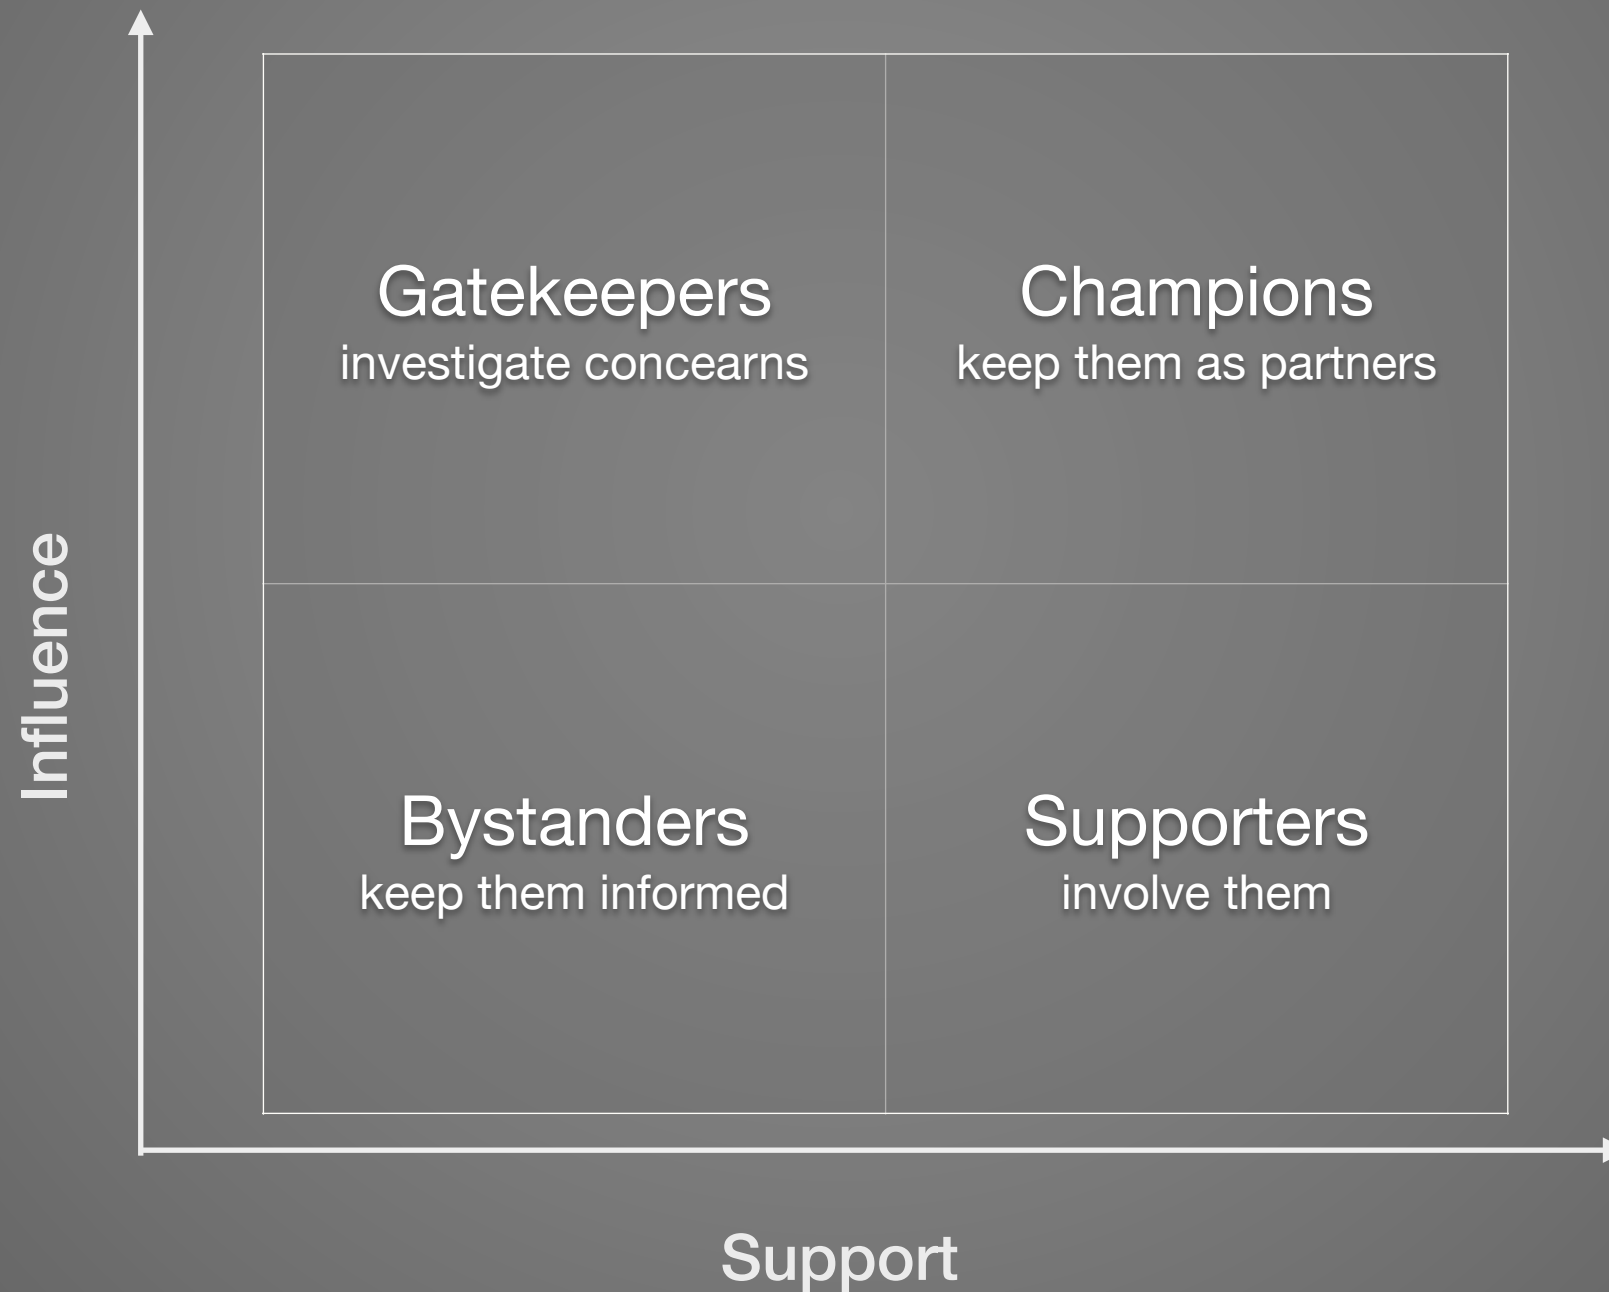 Gatekeepers
investigate concearns
Champions
keep them as partners
Influence
Bystanders
keep them informed
Supporters
involve them
Support